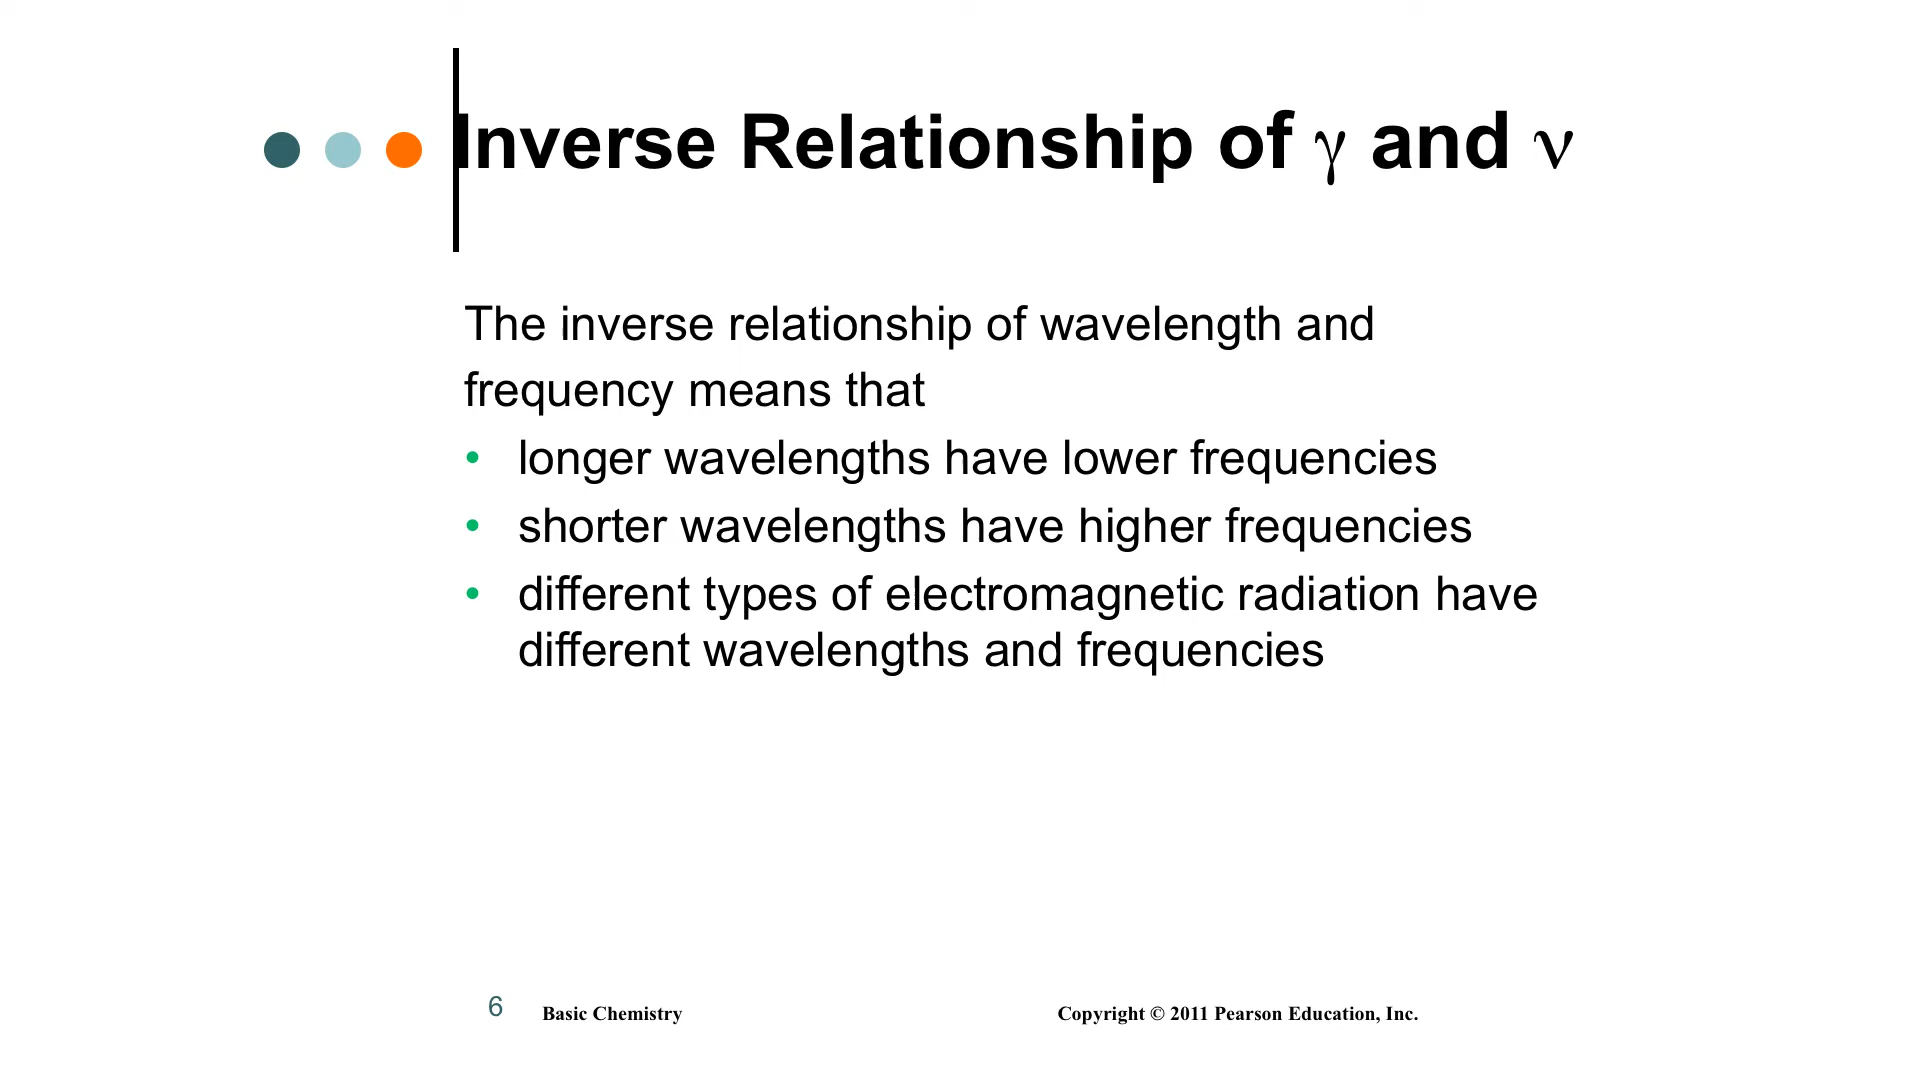 Inverse Relationship of γ and ν
The inverse relationship of wavelength and
frequency means that
• longer wavelengths have lower frequencies
• shorter wavelengths have higher frequencies
• different types of electromagnetic radiation have
different wavelengths and frequencies
6 Basic Chemistry Copyright © 2011 Pearson Education, Inc.